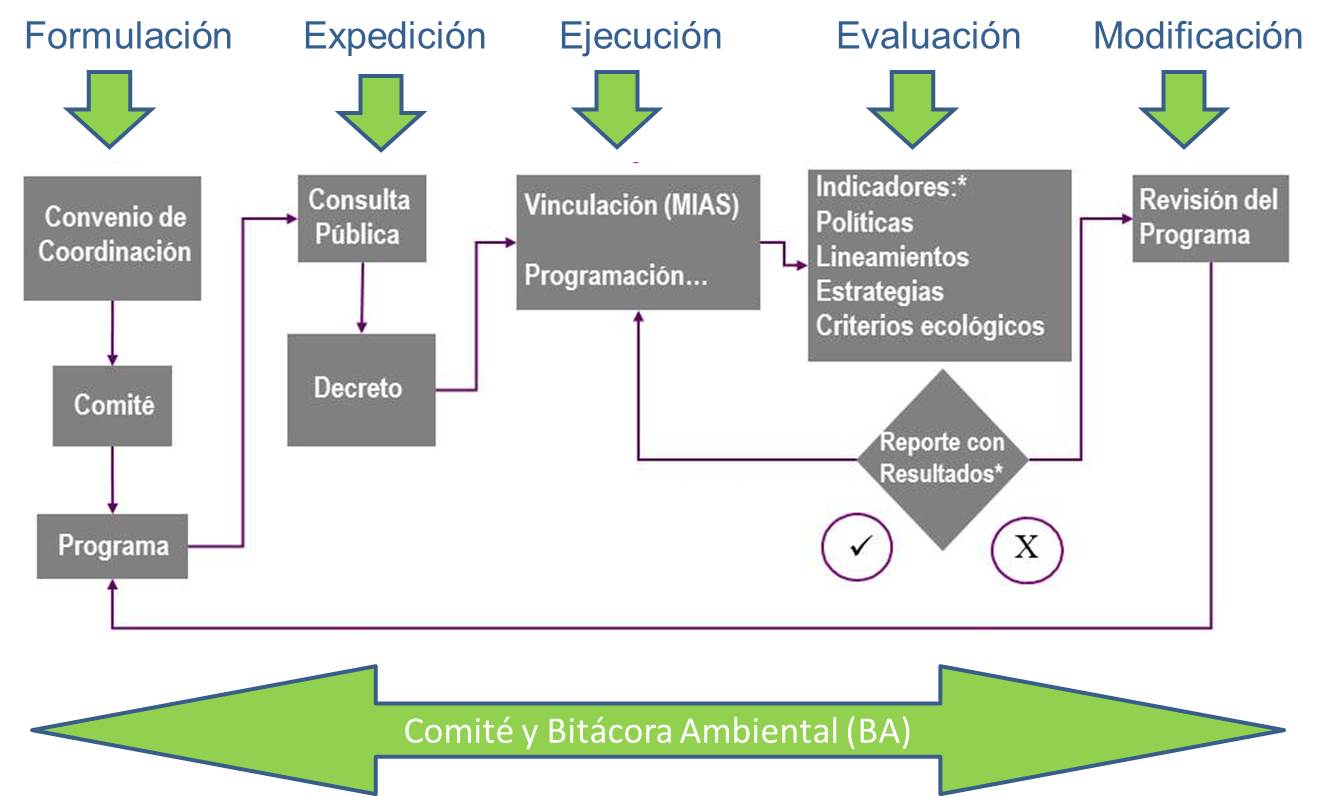 Formulación
Expedición
Ejecución
Evaluación
Modificación
Convenio de
Coordinación
Comité
Programa
Consulta
Pública
Decreto
Vinculación (MIAS)
Programación...
Indicadores:*
Políticas
Lineamientos
Estrategias
Criterios ecológicos
Reporte con
Resultados*
✓
X
Revisión del
Programa
Comité y Bitácora Ambiental (BA)